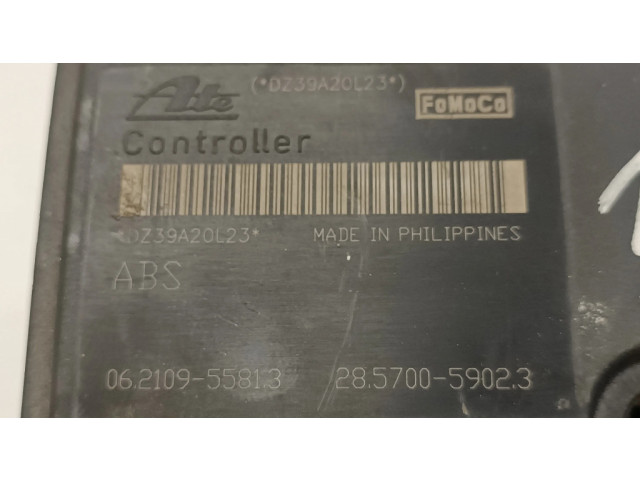 Ate (*DZ39A20L23*) FoMoCo
Controller
*DZ39A20L23* MADE IN PHILIPPINES
ABS
06.2109-5581.3 28.5700-5902.3